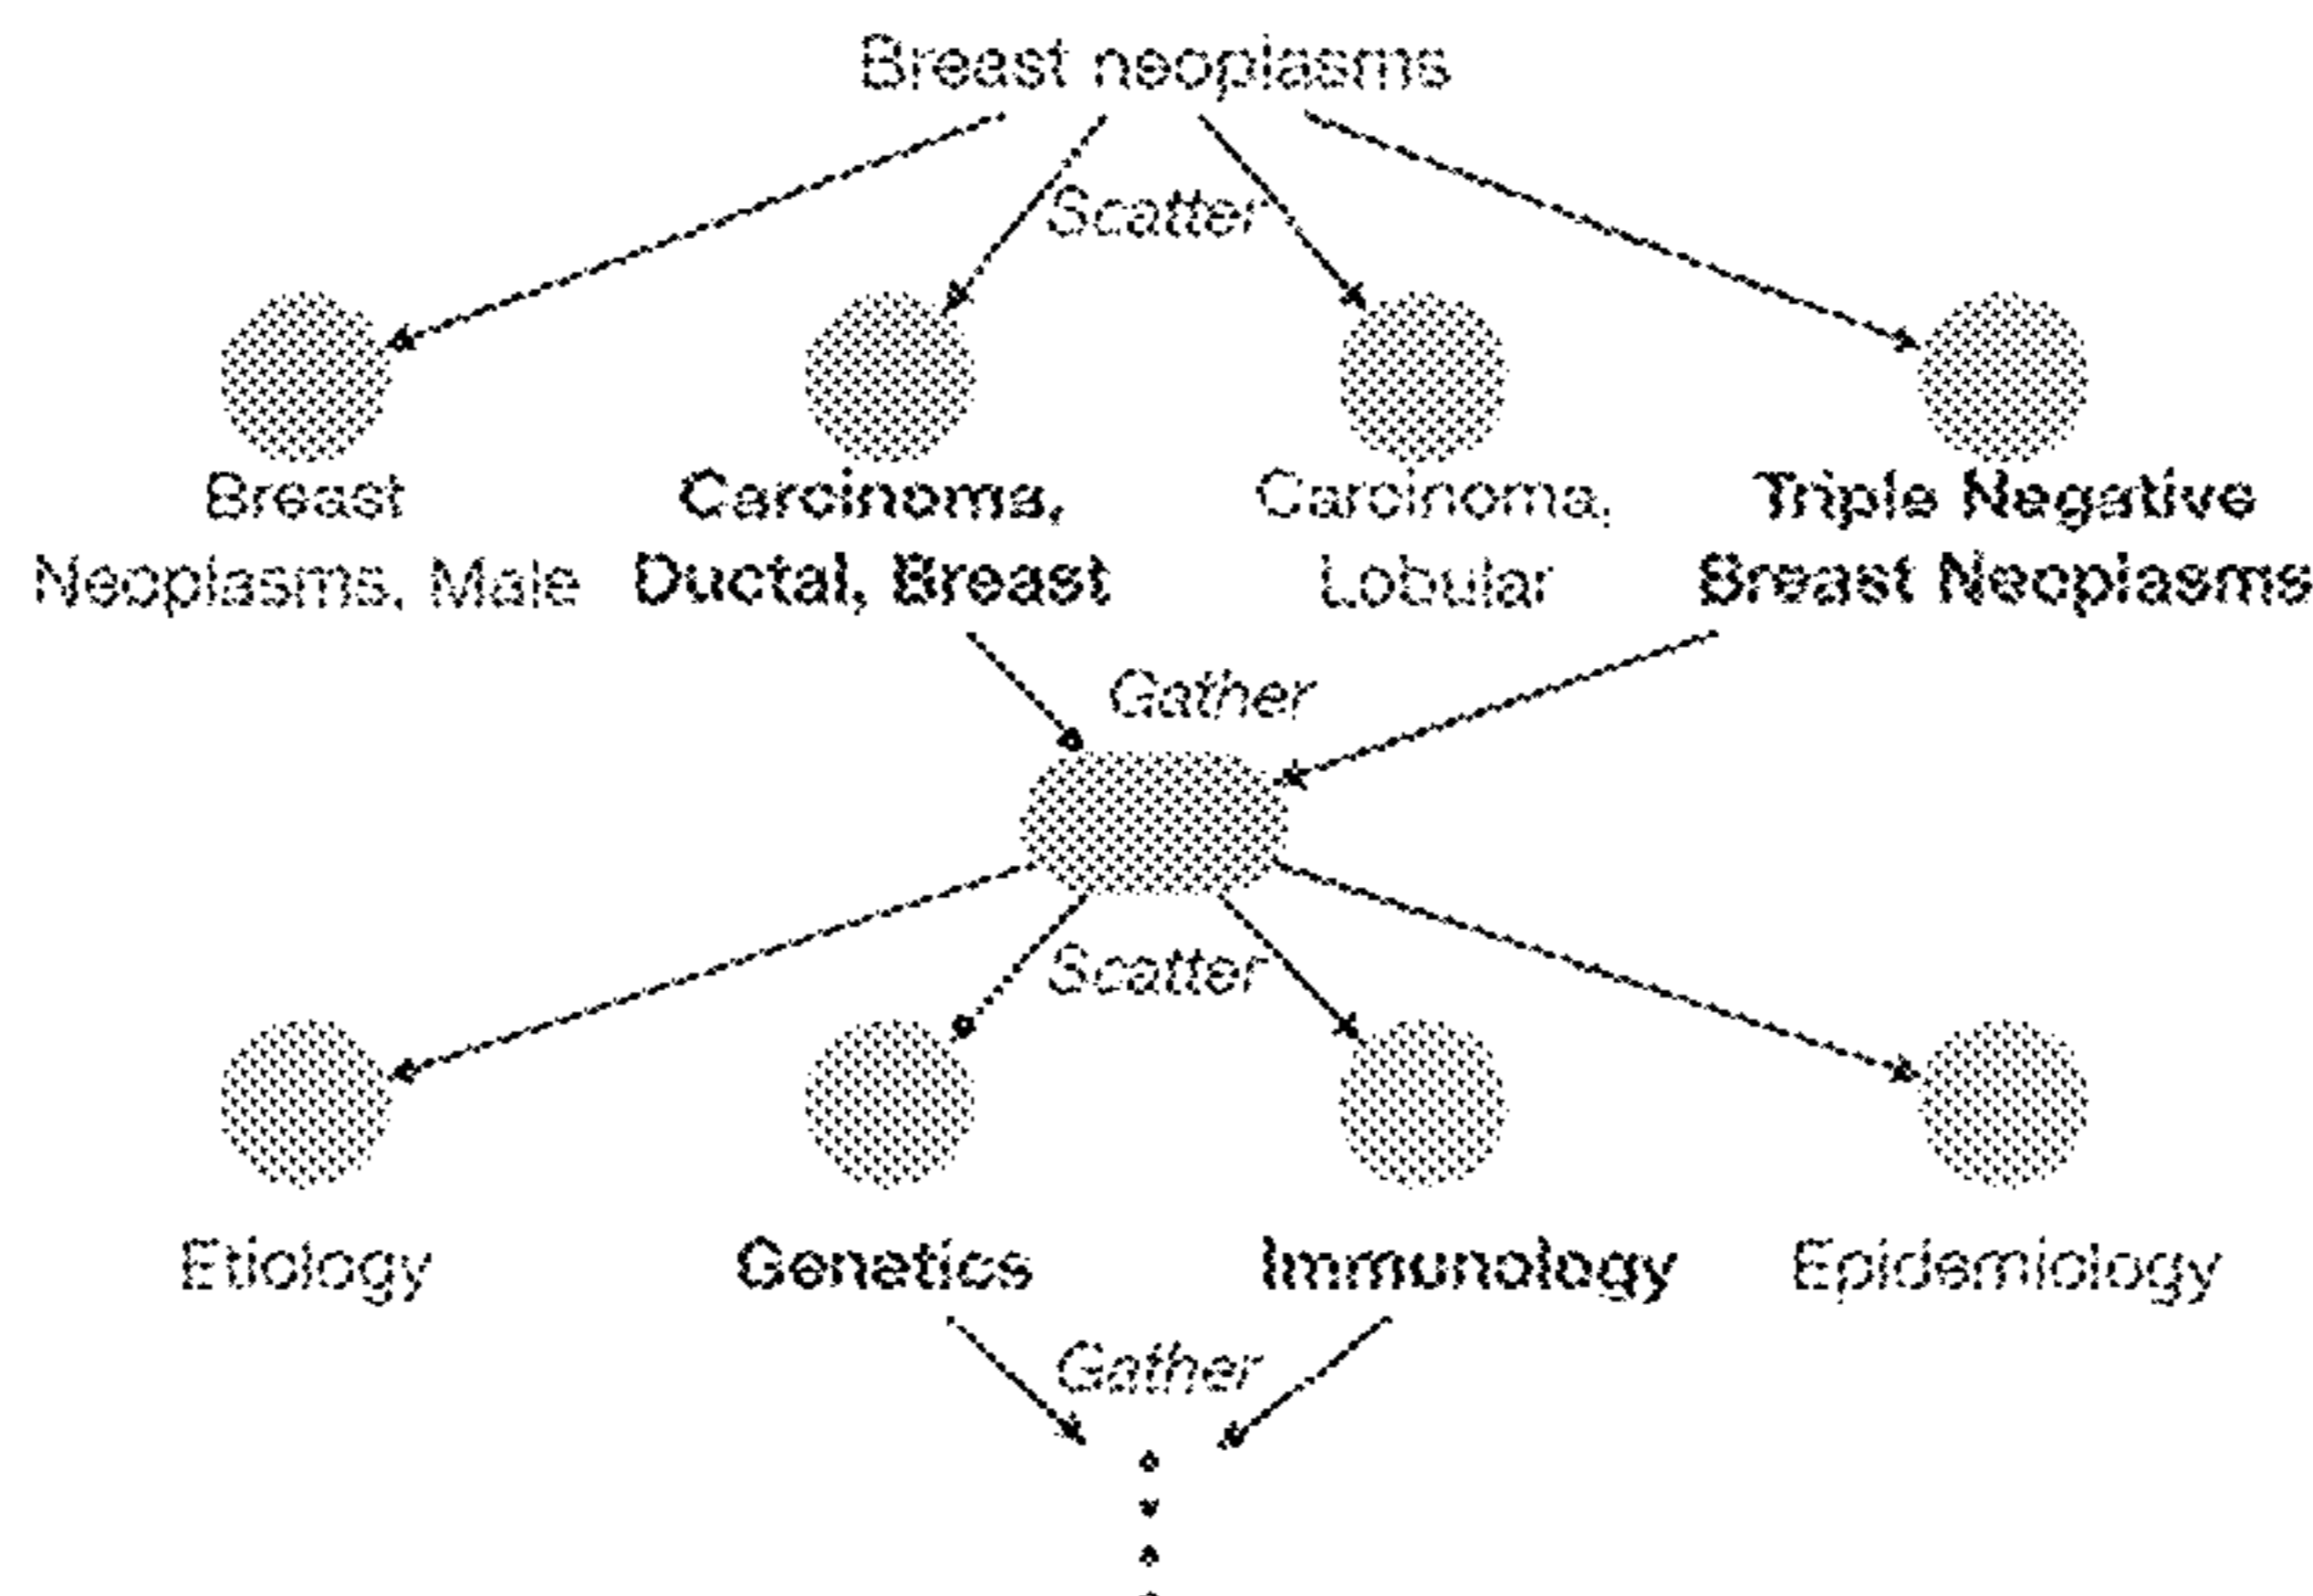 Breast neoplasms
Scatter
Breast
Neoplasms, Male
Carcinoma,
Ductal, Breast
Carcinoma,
Lobular
Triple Negative
Breast Neoplasms
Gather
Scatter
Etiology
Genetics
Immunology
Epidemiology
Gather